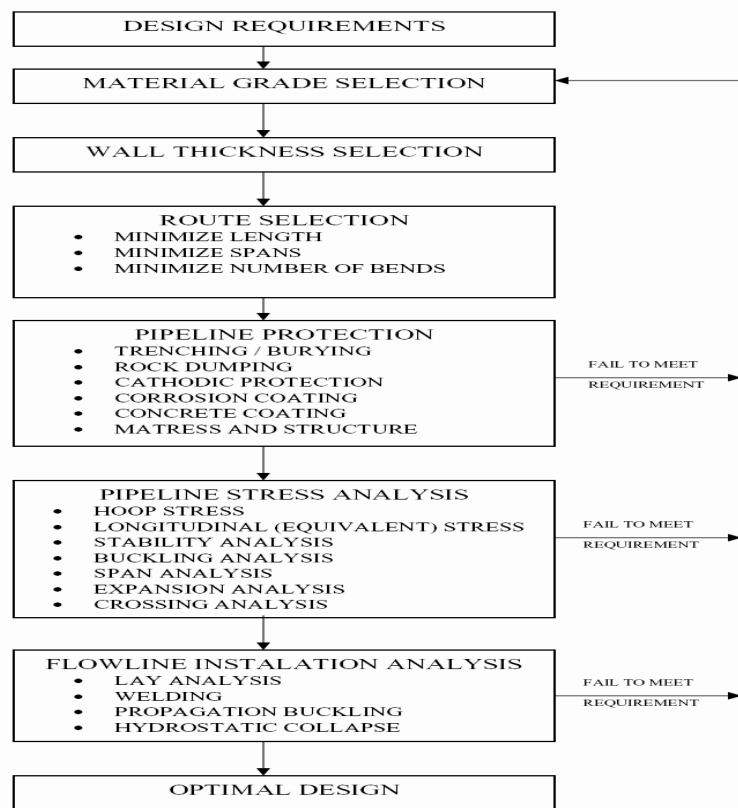 DESIGN REQUIREMENTS
MATERIAL GRADE SELECTION
WALL THICKNESS SELECTION
ROUTE SELECTION
• MINIMIZE LENGTH
• MINIMIZE SPANS
• MINIMIZE NUMBER OF BENDS
PIPELINE PROTECTION
• TRENCHING / BURYING
• ROCK DUMPING
• CATHODIC PROTECTION
• CORROSION COATING
• CONCRETE COATING
• MATRESS AND STRUCTURE
FAIL TO MEET
REQUIREMENT
PIPELINE STRESS ANALYSIS
• HOOP STRESS
• LONGITUDINAL (EQUIVALENT) STRESS
• STABILITY ANALYSIS
• BUCKLING ANALYSIS
• SPAN ANALYSIS
• EXPANSION ANALYSIS
• CROSSING ANALYSIS
FAIL TO MEET
REQUIREMENT
FLOWLINE INSTALATION ANALYSIS
• LAY ANALYSIS
• WELDING
• PROPAGATION BUCKLING
• HYDROSTATIC COLLAPSE
FAIL TO MEET
REQUIREMENT
OPTIMAL DESIGN